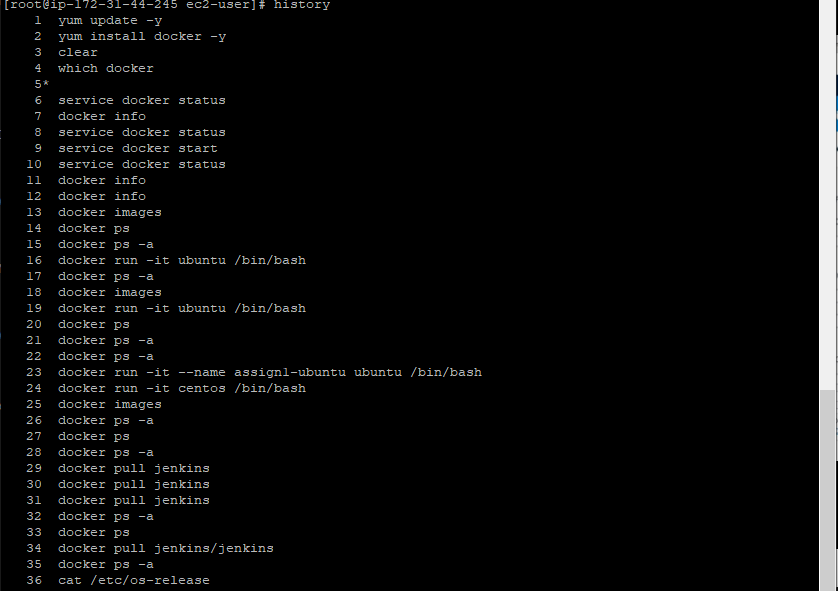 [root@ip-172-31-44-245 ec2-user]# history
1 yum update -y
2 yum install docker -y
3 clear
4 which docker
5*
6 service docker status
7 docker info
8 service docker status
9 service docker start
10 service docker status
11 docker info
12 docker info
13 docker images
14 docker ps
15 docker ps -a
16 docker run -it ubuntu /bin/bash
17 docker ps -a
18 docker images
19 docker run -it ubuntu /bin/bash
20 docker ps
21 docker ps -a
22 docker ps -a
23 docker run -it --name assign1-ubuntu ubuntu /bin/bash
24 docker run -it centos /bin/bash
25 docker images
26 docker ps -a
27 docker ps
28 docker ps -a
29 docker pull jenkins
30 docker pull jenkins
31 docker pull jenkins
32 docker ps -a
33 docker ps
34 docker pull jenkins/jenkins
35 docker ps -a
36 cat /etc/os-release